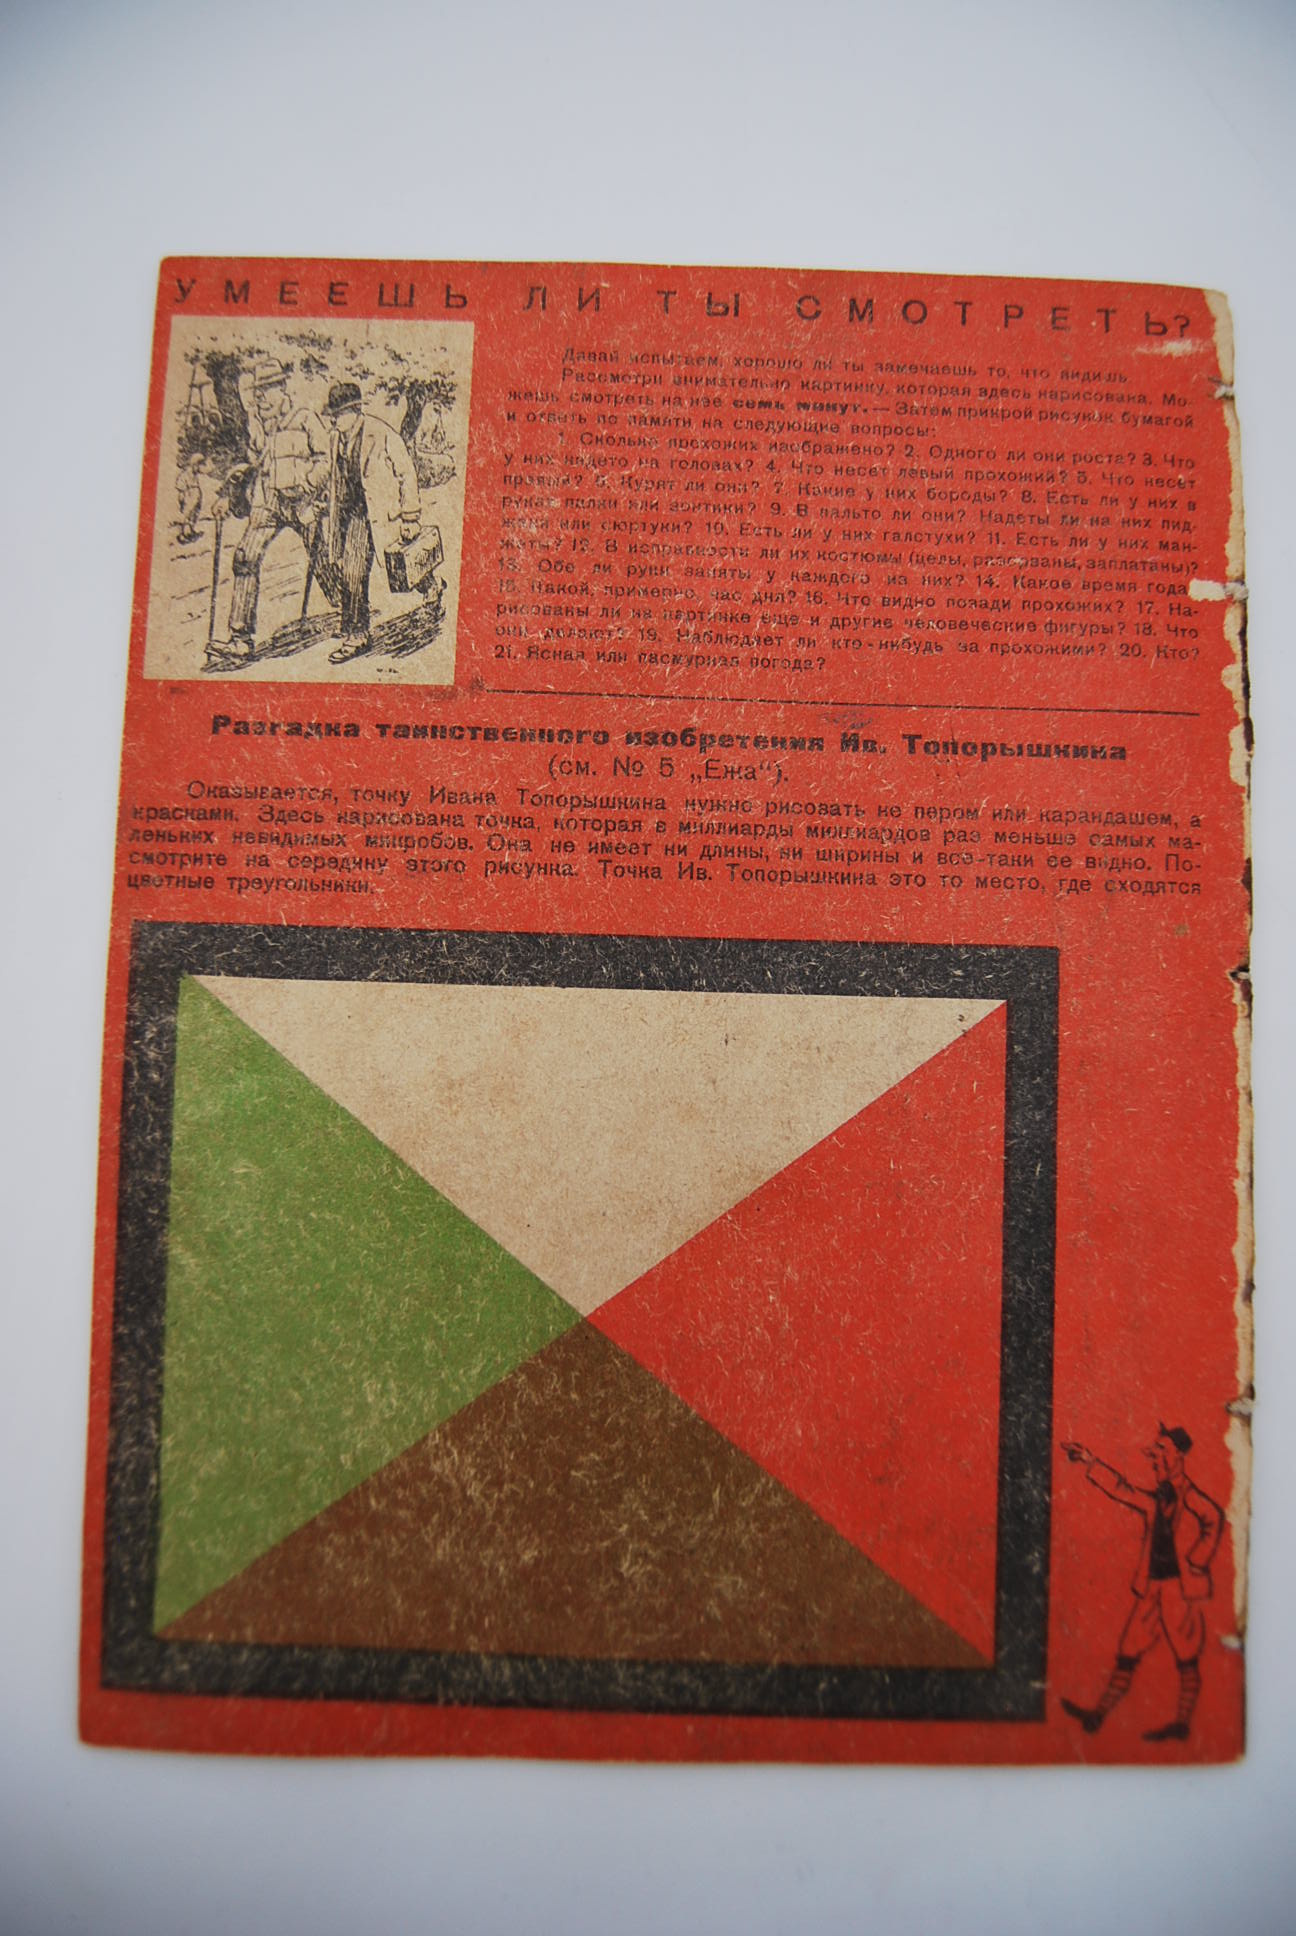 УМЕЕШЬ ЛИ ТЫ СМОТРЕТЬ?
Давай испытаем, хорошо ли ты замечаешь то, что видишь.
Рассмотри внимательно картинку, которая здесь нарисована. Мо-
жешь смотреть на нее семь минут. — Затем прикрой рисунок бумагой
и ответь по памяти на следующие вопросы:
1. Сколько прохожих изображено? 2. Одного ли они роста? 3. Что
у них надето на головах? 4. Что несет левый прохожий? 5. Что несет
правый? 6. Курят ли они? 7. Какие у них бороды? 8. Есть ли у них в
руках палки или зонтики? 9. В пальто ли они? Надеты ли на них пид-
жаки или сюртуки? 10. Есть ли у них галстухи? 11. Есть ли у них ман-
жеты? 12. В исправности ли их костюмы (целы, разорваны, заплатаны)?
13. Обе ли руки заняты у каждого из них? 14. Какое время года?
15. Какой, примерно, час дня? 16. Что видно позади прохожих? 17. На-
рисованы ли на картинке еще и другие человеческие фигуры? 18. Что
они делают? 19. Наблюдает ли кто-нибудь за прохожими? 20. Кто?
21. Ясная или пасмурная погода?
Разгадка таинственного изобретения Ив. Топорышкина
(см. № 5 „Ежа“).
Оказывается, точку Ивана Топорышкина нужно рисовать не пером или карандашем, а
красками. Здесь нарисована точка, которая в миллиарды миллиардов раз меньше самых ма-
леньких невидимых микробов. Она не имеет ни длины, ни ширины и все-таки ее видно. По-
смотрите на середину этого рисунка. Точка Ив. Топорышкина это то место, где сходятся
цветные треугольники.